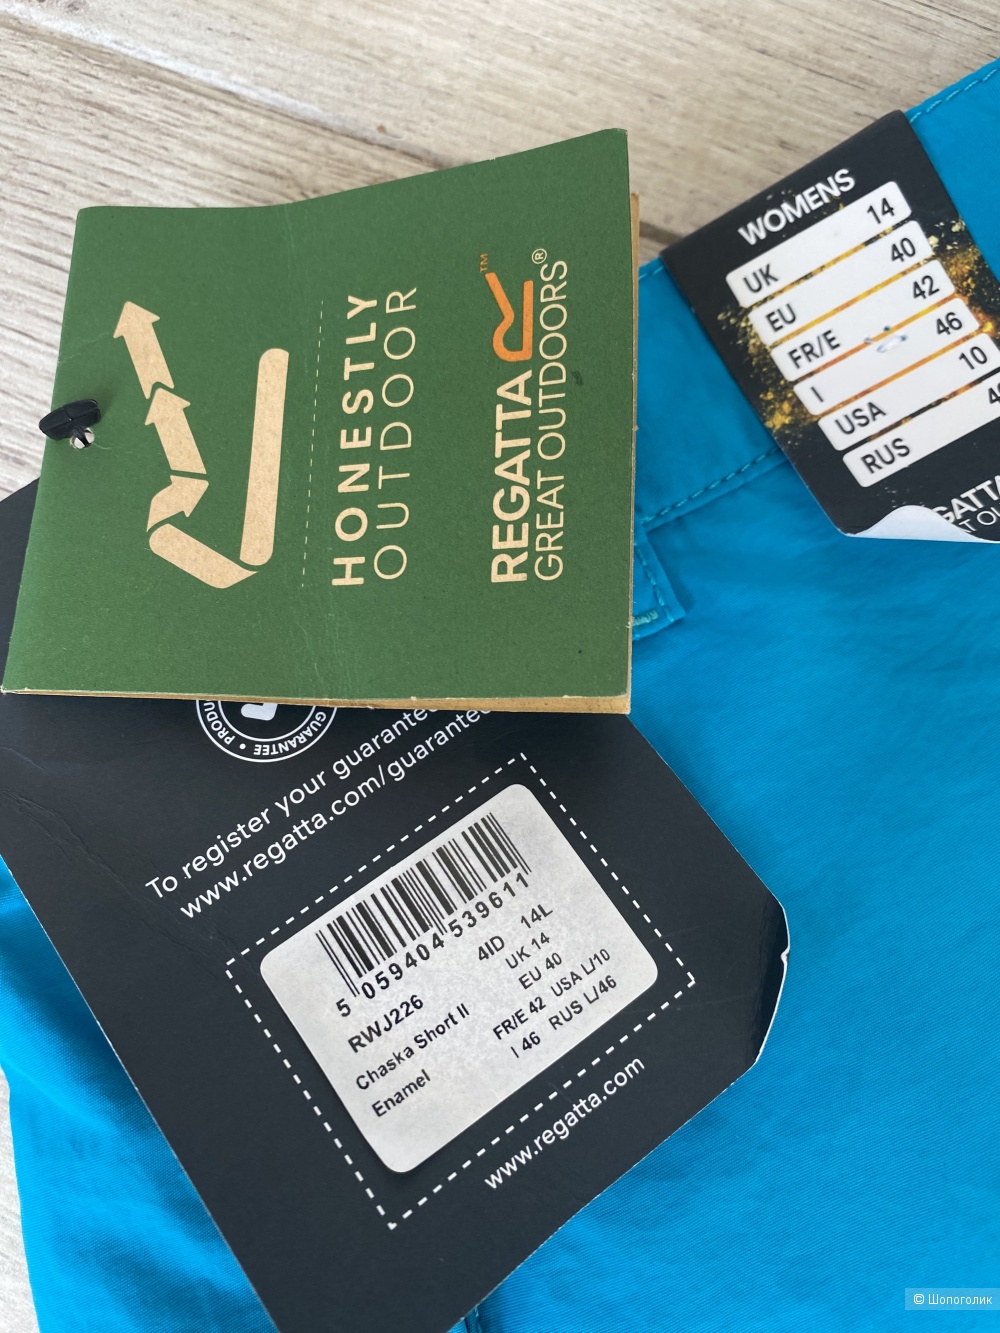 HONESTLY
OUTDOOR
REGATTA ™
GREAT OUTDOORS®
WOMENS
UK 14
EU 40
FR/E 42
I 46
USA 10
RUS
GUARANTEE •
To register your guarantee
www.regatta.com/guarantee
5 059404 539611
RWJ226 4ID 14L
Chaska Short II UK 14
Enamel EU 40
FR/E 42 USA L/10
I 46 RUS L/46
www.regatta.com
© Шопоголик